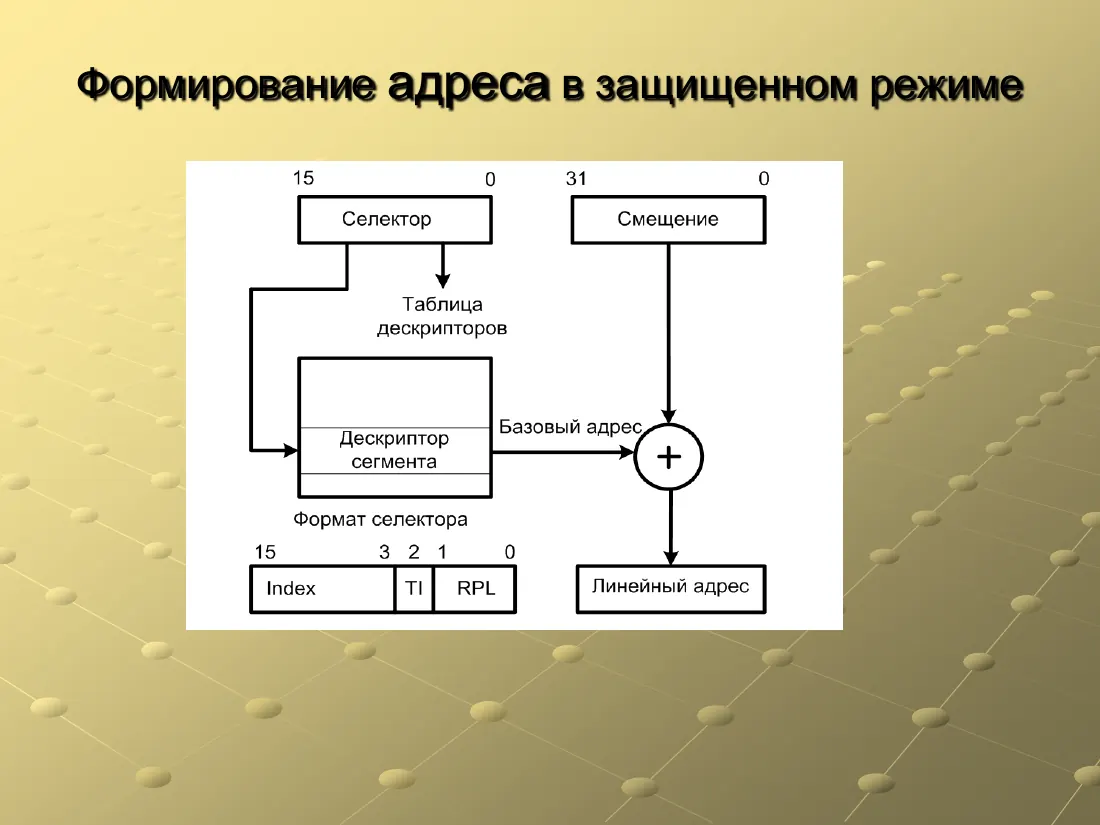 Формирование адреса в защищенном режиме
15 0
31 0
Селектор
Смещение
Таблица
дескрипторов
Базовый адрес
Дескриптор
сегмента
+
Формат селектора
15 3 2 1 0
Index TI RPL
Линейный адрес